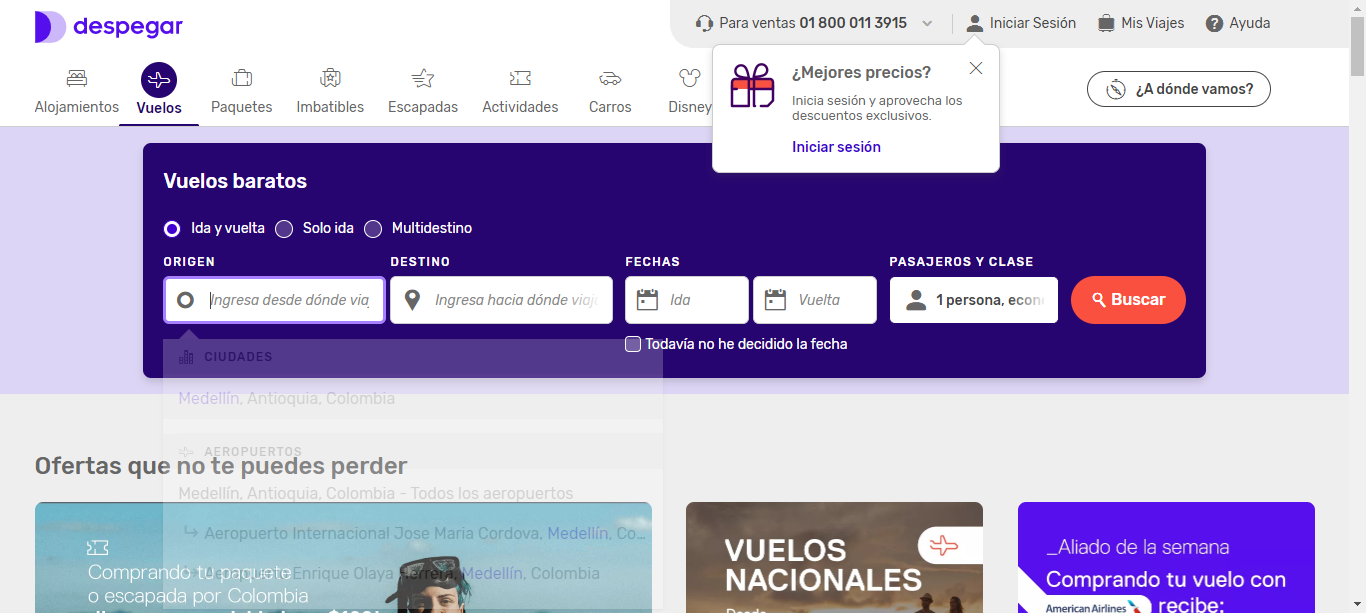 despegar
Para ventas 01 800 011 3915
Iniciar Sesión
Mis Viajes
Ayuda
Alojamientos
Vuelos
Paquetes
Imbatibles
Escapadas
Actividades
Carros
Disney
¿A dónde vamos?
¿Mejores precios?
Inicia sesión y aprovecha los
descuentos exclusivos.
Iniciar sesión
Vuelos baratos
Ida y vuelta
Solo ida
Multidestino
ORIGEN
DESTINO
FECHAS
PASAJEROS Y CLASE
Ingresa desde dónde viaj
Ingresa hacia dónde viaj
Ida
Vuelta
1 persona, econ
Buscar
Todavía no he decidido la fecha
CIUDADES
Medellín, Antioquia, Colombia
AEROPUERTOS
Ofertas que no te puedes perder
Medellín, Antioquia, Colombia - Todos los aeropuertos
Aeropuerto Internacional Jose Maria Cordova, Medellín, Co...
Aeropuerto Enrique Olaya Herrera, Medellín, Colombia
Comprando tu paquete
o escapada por Colombia
VUELOS
NACIONALES
Desde
_Aliado de la semana
Comprando tu vuelo con
American Airlines recibe: